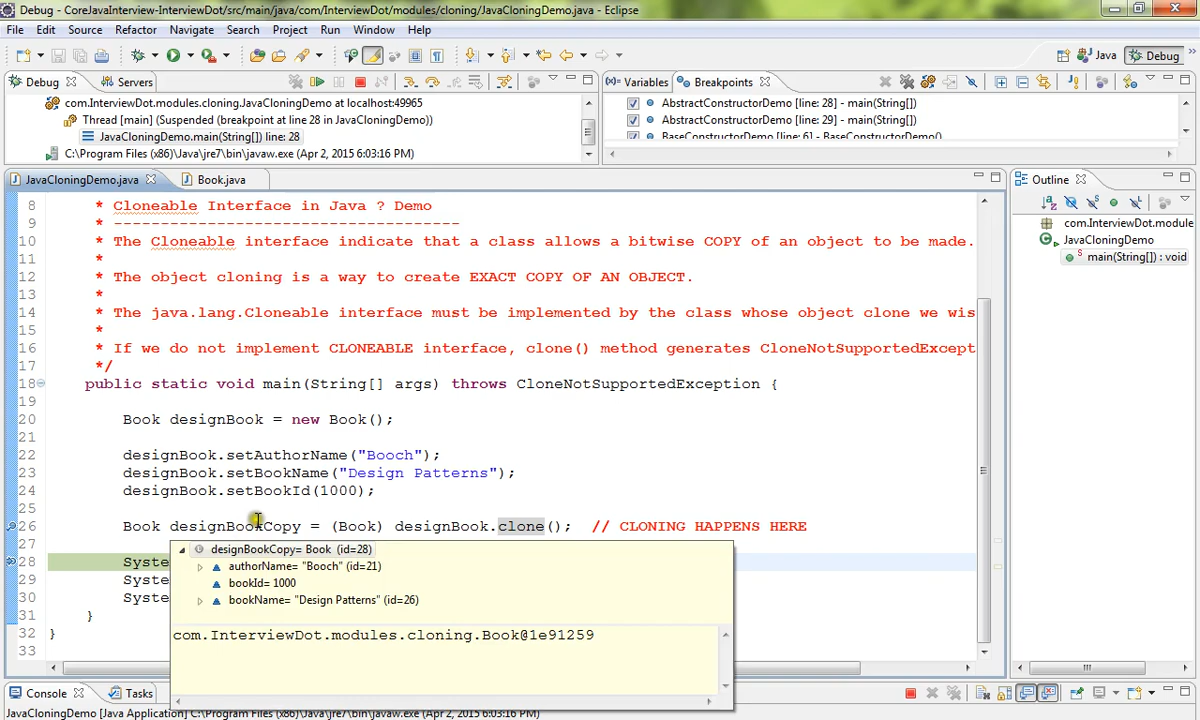 Debug - CoreJavaInterview-InterviewDot/src/main/java/com/InterviewDot/modules/cloning/JavaCloningDemo.java - Eclipse
File Edit Source Refactor Navigate Search Project Run Window Help
Java Debug
Debug Servers
Variables Breakpoints
com.InterviewDot.modules.cloning.JavaCloningDemo at localhost:49965
Thread [main] (Suspended (breakpoint at line 28 in JavaCloningDemo))
JavaCloningDemo.main(String[]) line: 28
C:\Program Files (x86)\Java\jre7\bin\javaw.exe (Apr 2, 2015 6:03:16 PM)
AbstractConstructorDemo [line: 28] - main(String[])
AbstractConstructorDemo [line: 29] - main(String[])
BaseConstructorDemo [line: 6] - BaseConstructorDemo()
JavaCloningDemo.java Book.java
8 * Cloneable Interface in Java ? Demo
9 * -------------------------------------
10 * The Cloneable interface indicate that a class allows a bitwise COPY of an object to be made.
11 *
12 * The object cloning is a way to create EXACT COPY OF AN OBJECT.
13 *
14 * The java.lang.Cloneable interface must be implemented by the class whose object clone we wis
15 *
16 * If we do not implement CLONEABLE interface, clone() method generates CloneNotSupportedExcept
17 */
18 public static void main(String[] args) throws CloneNotSupportedException {
19
20 Book designBook = new Book();
21
22 designBook.setAuthorName("Booch");
23 designBook.setBookName("Design Patterns");
24 designBook.setBookId(1000);
25
26 Book designBookCopy = (Book) designBook.clone(); // CLONING HAPPENS HERE
27
28 Syste
29 Syste
30 Syste
31 }
32 }
33
designBookCopy= Book (id=28)
authorName= "Booch" (id=21)
bookId= 1000
bookName= "Design Patterns" (id=26)
com.InterviewDot.modules.cloning.Book@1e91259
Outline
com.InterviewDot.module
JavaCloningDemo
main(String[]) : void
Console Tasks
JavaCloningDemo [Java Application] C:\Program Files (x86)\Java\jre7\bin\javaw.exe (Apr 2, 2015 6:03:16 PM)